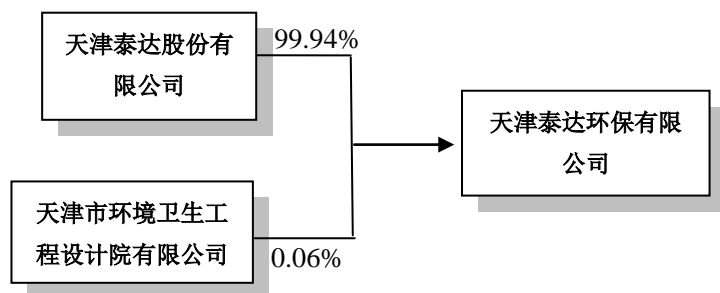 天津泰达股份有
限公司
99.94%
天津泰达环保有限
公司
天津市环境卫生工
程设计院有限公司
0.06%